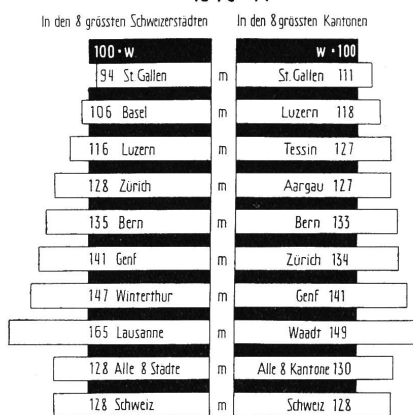 In den 8 grössten Schweizerstädten In den 8 grössten Kantonen
100·w w·100
94 St. Gallen m St. Gallen 111
106 Basel m Luzern 118
116 Luzern m Tessin 127
128 Zürich m Aargau 127
135 Bern m Bern 133
141 Genf m Zürich 134
147 Winterthur m Genf 141
165 Lausanne m Waadt 149
128 Alle 8 Städte m Alle 8 Kantone 130
128 Schweiz m Schweiz 128